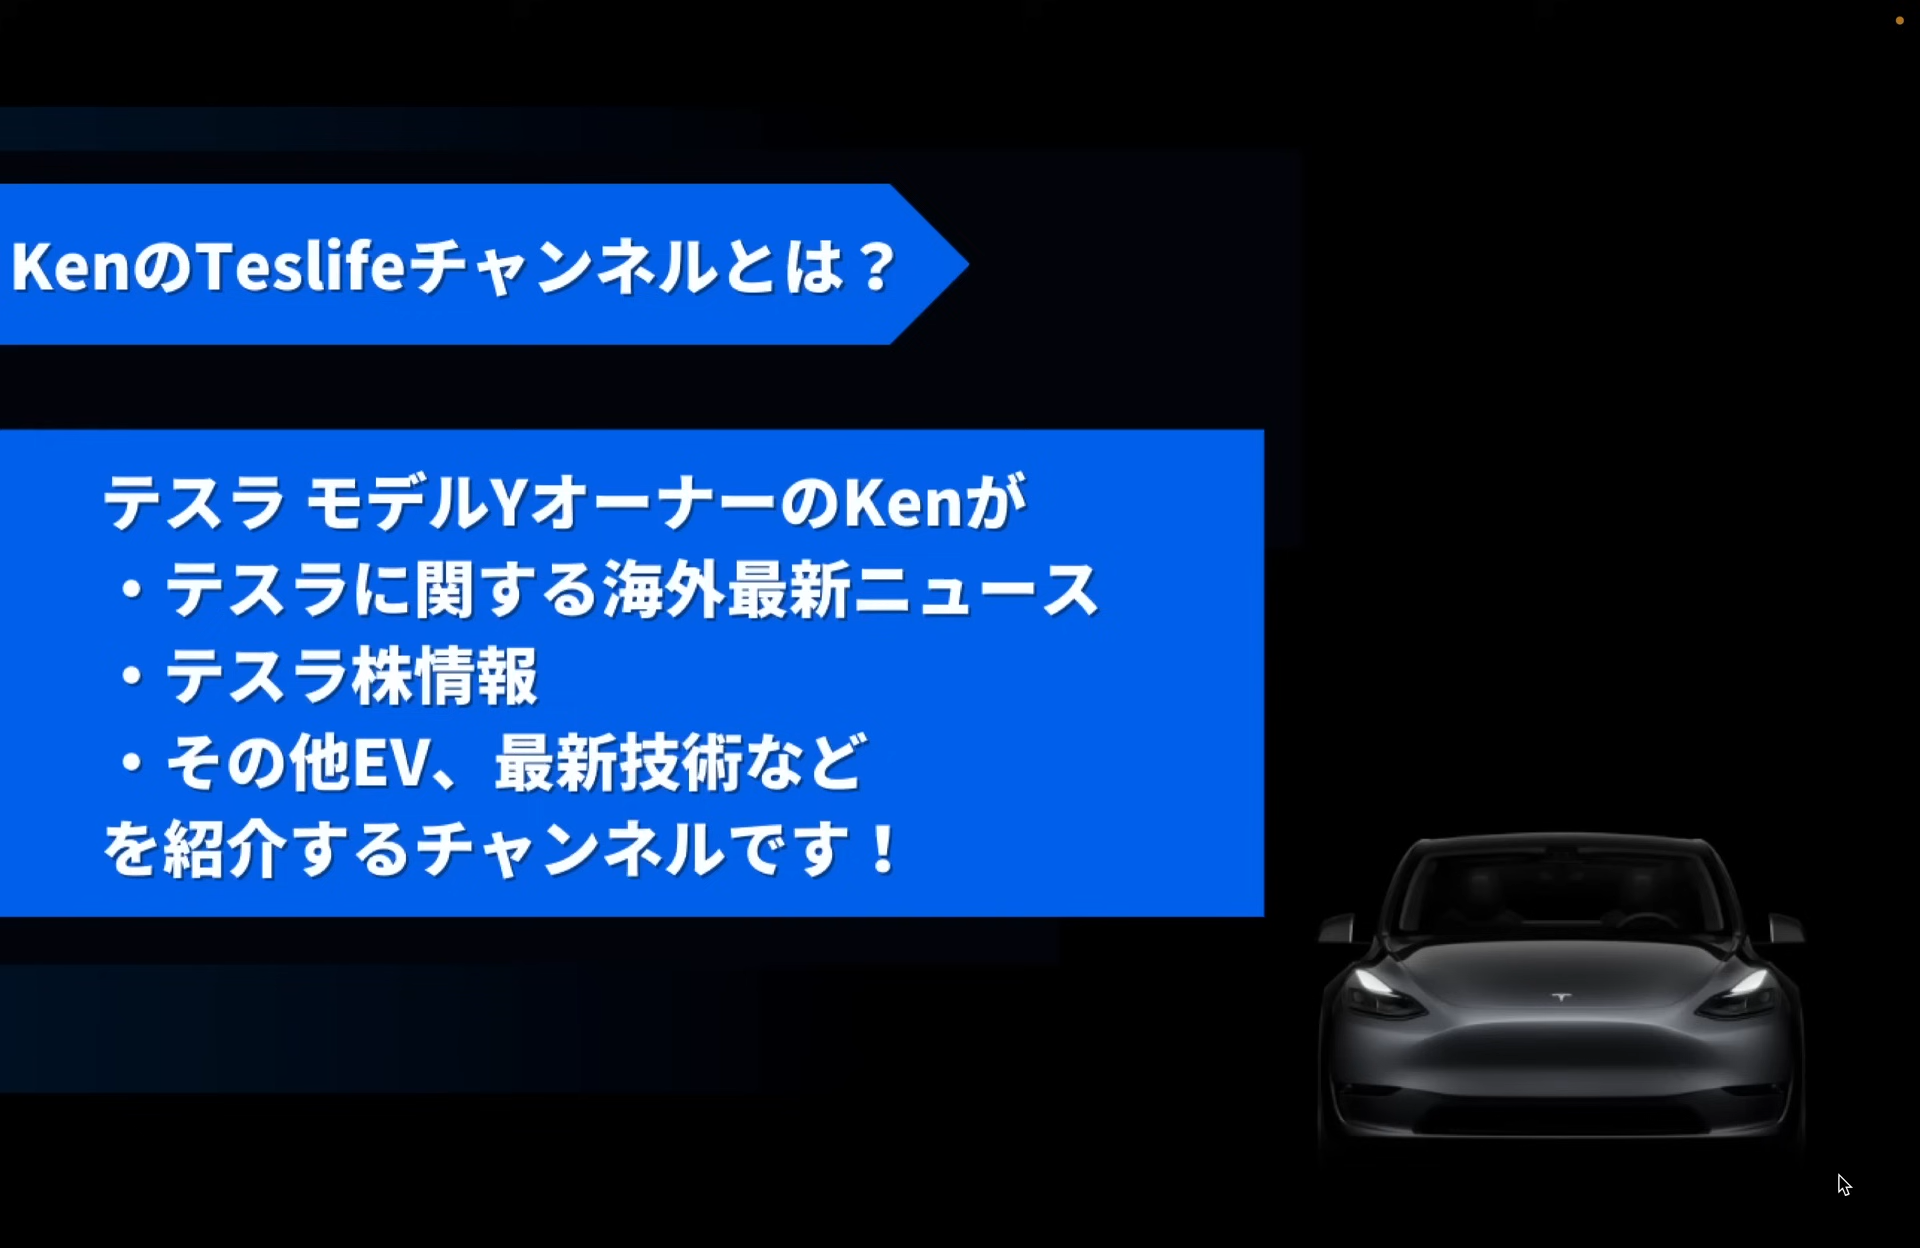 KenのTeslifeチャンネルとは？
テスラ モデルYオーナーのKenが
・テスラに関する海外最新ニュース
・テスラ株情報
・その他EV、最新技術など
を紹介するチャンネルです！